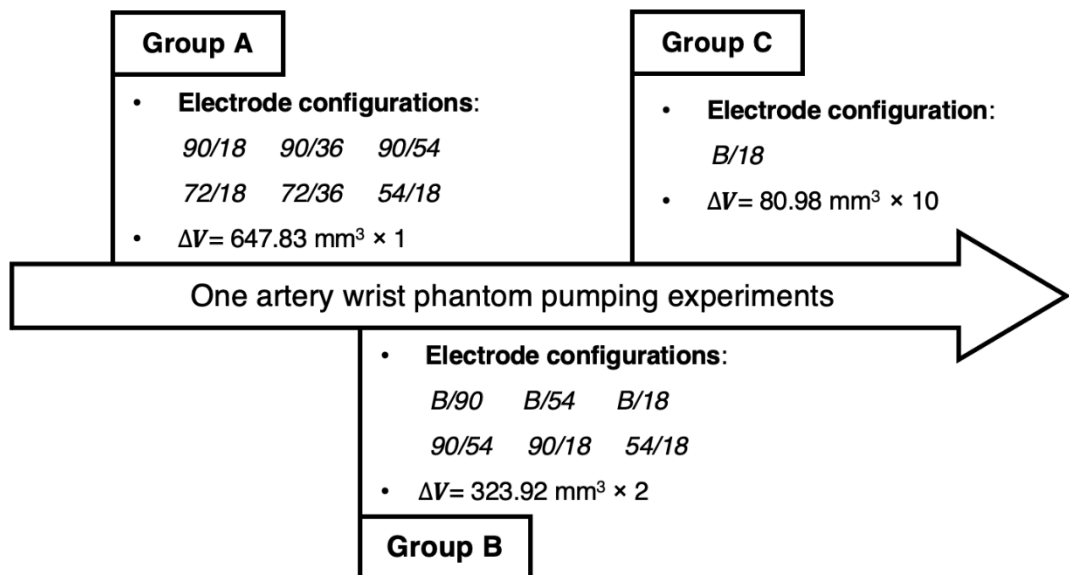 Group A
• Electrode configurations:
90/18 90/36 90/54
72/18 72/36 54/18
• ΔV= 647.83 mm³ × 1
Group C
• Electrode configuration:
B/18
• ΔV= 80.98 mm³ × 10
One artery wrist phantom pumping experiments
• Electrode configurations:
B/90 B/54 B/18
90/54 90/18 54/18
• ΔV= 323.92 mm³ × 2
Group B